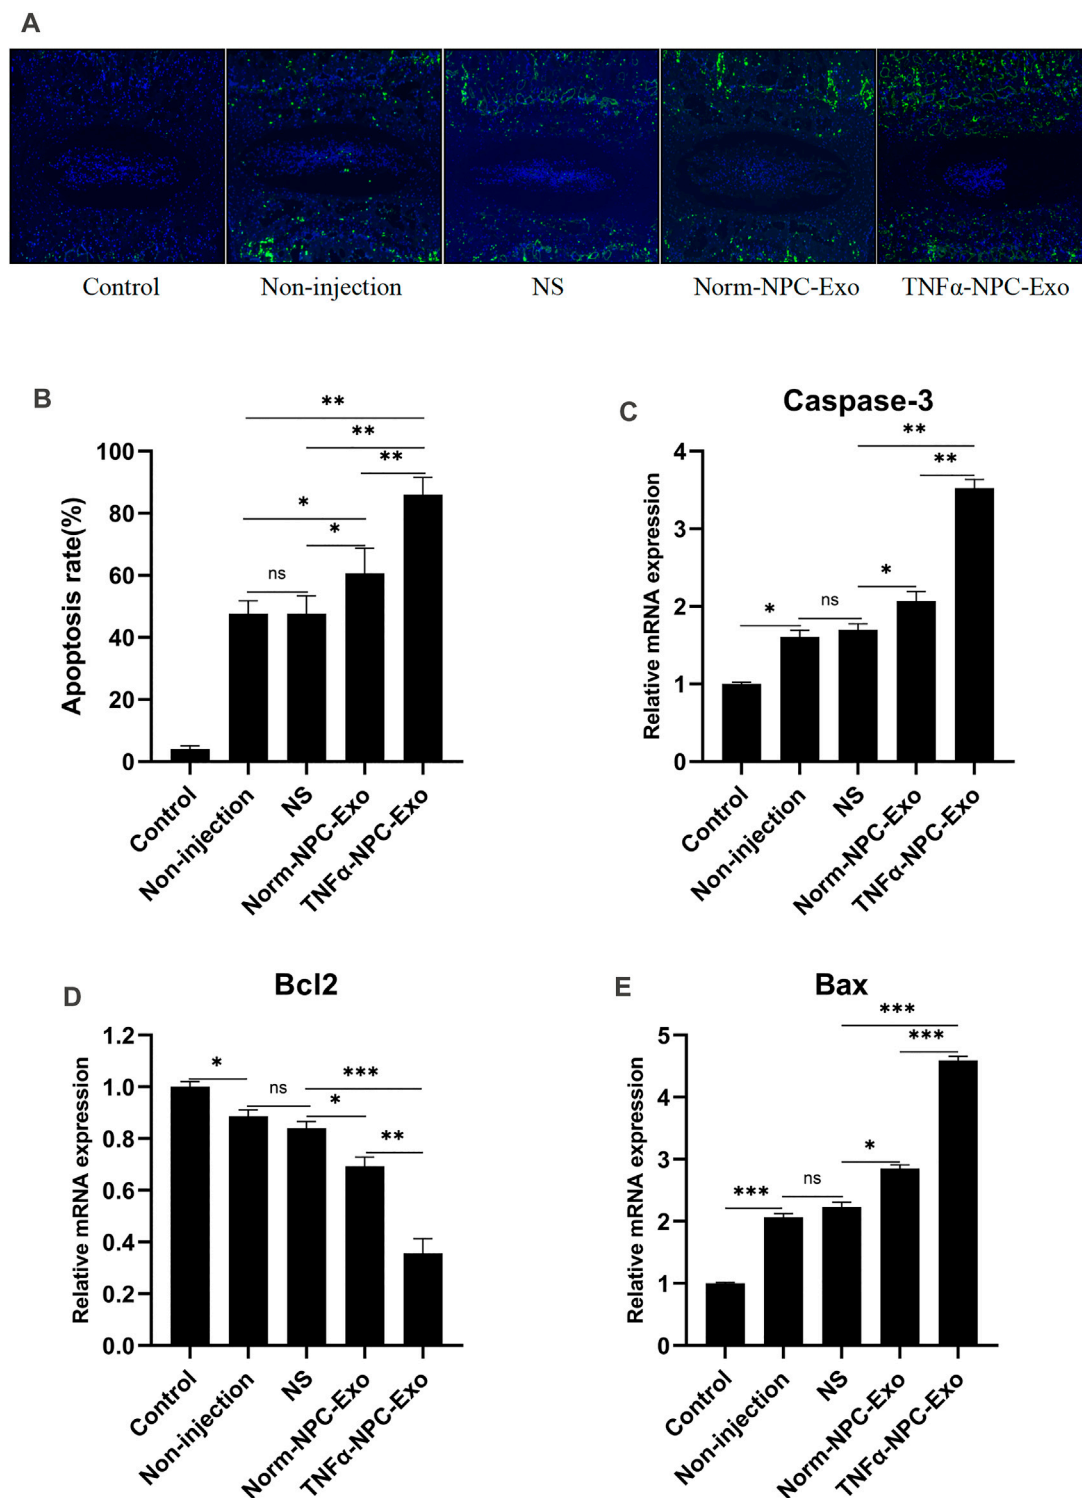 A
Control Non-injection NS Norm-NPC-Exo TNFα-NPC-Exo
B
**
**
**
*
*
ns
100
80
60
40
20
0
Apoptosis rate(%)
Control
Non-injection
NS
Norm-NPC-Exo
TNFα-NPC-Exo
C
Caspase-3
**
**
*
ns
*
4
3
2
1
0
Relative mRNA expression
Control
Non-injection
NS
Norm-NPC-Exo
TNFα-NPC-Exo
D
Bcl2
*
ns
***
*
**
1.2
1.0
0.8
0.6
0.4
0.2
0.0
Relative mRNA expression
Control
Non-injection
NS
Norm-NPC-Exo
TNFα-NPC-Exo
E
Bax
***
***
*
ns
***
5
4
3
2
1
0
Relative mRNA expression
Control
Non-injection
NS
Norm-NPC-Exo
TNFα-NPC-Exo